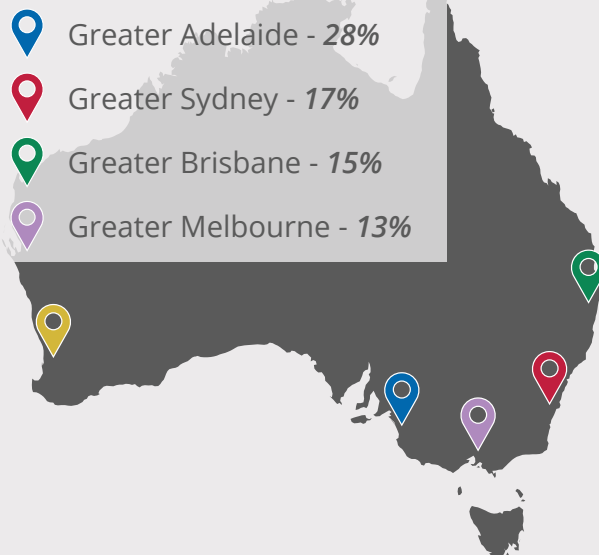 Greater Adelaide - 28%
Greater Sydney - 17%
Greater Brisbane - 15%
Greater Melbourne - 13%